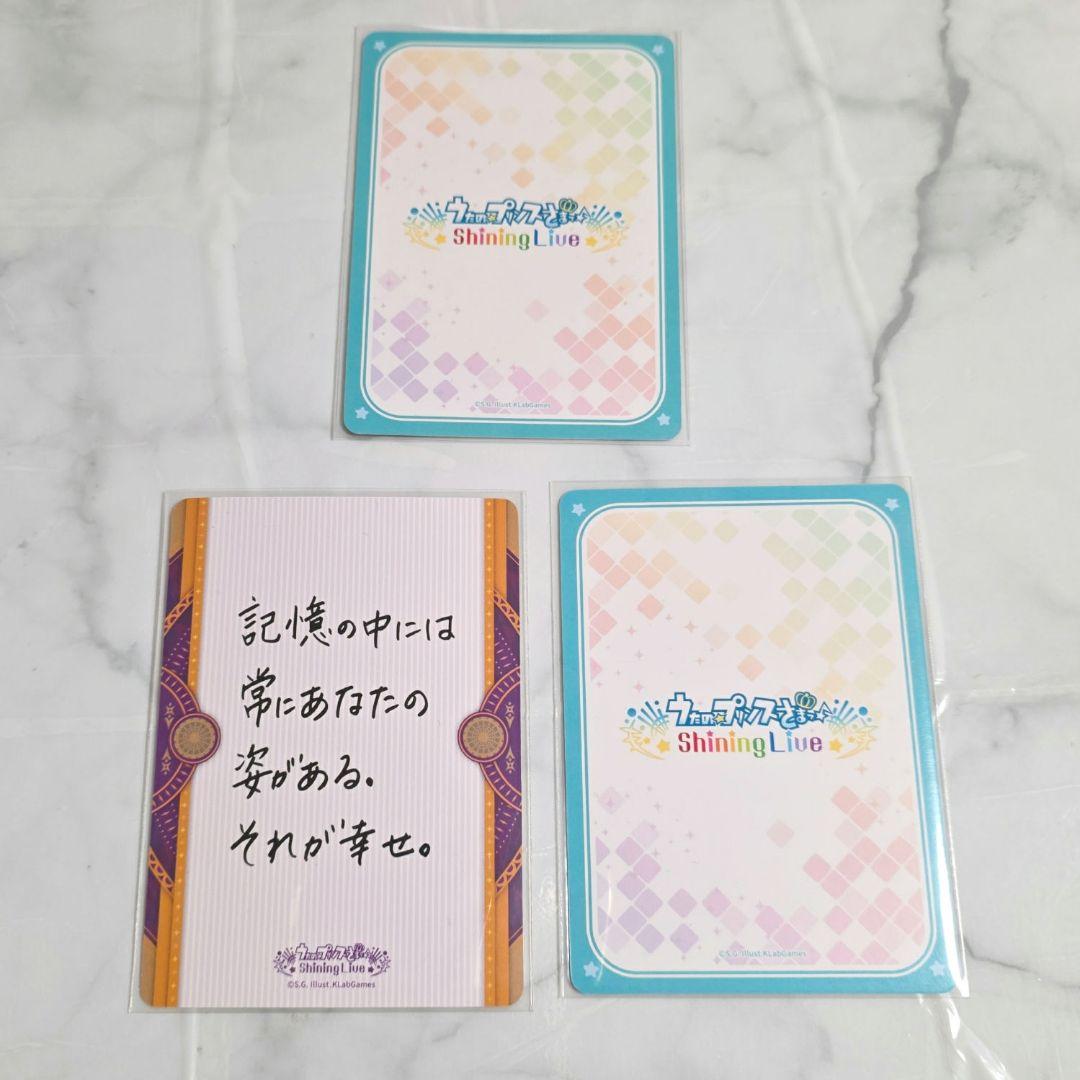 うたの☆プリンスさまっ♪
Shining Live
©S.G. Illust.KLabGames
記憶の中には
常にあなたの
姿がある。
それが幸せ。
うたの☆プリンスさまっ♪
Shining Live
©S.G. Illust.KLabGames
うたの☆プリンスさまっ♪
Shining Live
©S.G. Illust.KLabGames